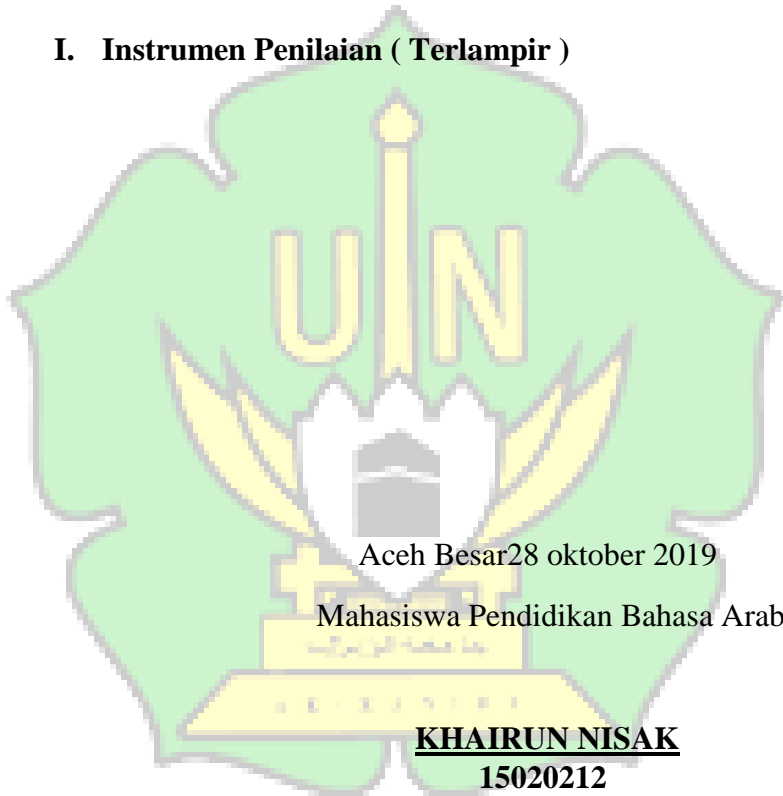 I. Instrumen Penilaian ( Terlampir )
UIN
Aceh Besar28 oktober 2019
Mahasiswa Pendidikan Bahasa Arab
KHAIRUN NISAK
15020212